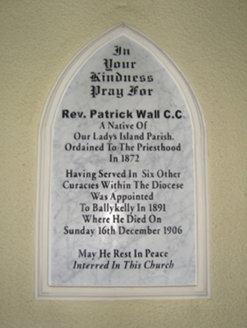 In
Your
Kindness
Pray For
Rev. Patrick Wall C.C.
A Native Of
Our Lady's Island Parish.
Ordained To The Priesthood
In 1872
Having Served In Six Other
Curacies Within The Diocese
Was Appointed
To Ballykelly In 1891
Where He Died On
Sunday 16th December 1906
May He Rest In Peace
Interred In This Church